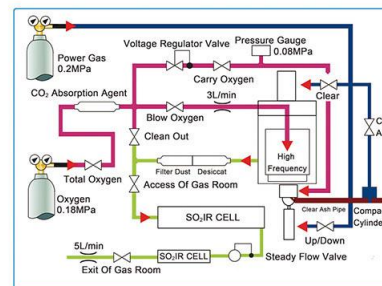 Power Gas
0.2MPa
Voltage Regulator Valve
Pressure Gauge
0.08MPa
Carry Oxygen
Clear
CO₂ Absorption Agent
3L/min
Blow Oxygen
Clean Out
High
Frequency
Filter Dust
Desiccat
Total Oxygen
Oxygen
0.18MPa
Access Of Gas Room
SO₂IR CELL
Clear Ash Pipe
Compa
Cylinde
Up/Down
5L/min
SO₂IR CELL
Steady Flow Valve
Exit Of Gas Room
C
A